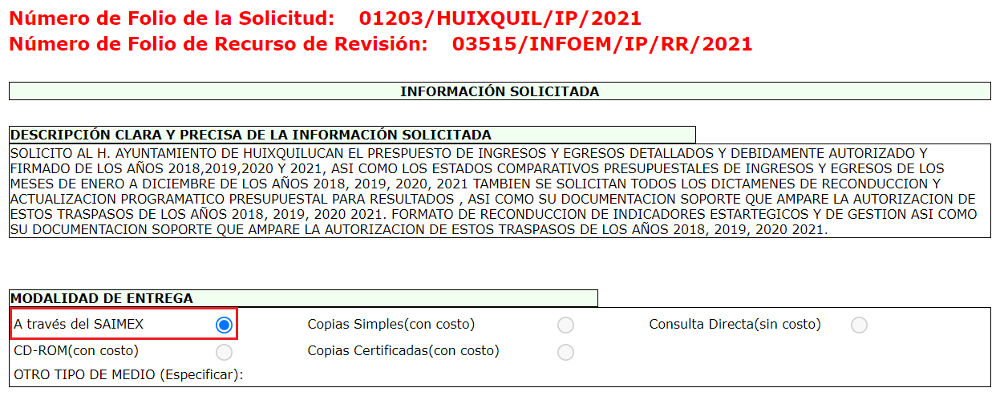 Número de Folio de la Solicitud: 01203/HUIXQUIL/IP/2021
Número de Folio de Recurso de Revisión: 03515/INFOEM/IP/RR/2021
INFORMACIÓN SOLICITADA
DESCRIPCIÓN CLARA Y PRECISA DE LA INFORMACIÓN SOLICITADA
SOLICITO AL H. AYUNTAMIENTO DE HUIXQUILUCAN EL PRESPUESTO DE INGRESOS Y EGRESOS DETALLADOS Y DEBIDAMENTE AUTORIZADO Y
FIRMADO DE LOS AÑOS 2018,2019,2020 Y 2021, ASI COMO LOS ESTADOS COMPARATIVOS PRESUPUESTALES DE INGRESOS Y EGRESOS DE LOS
MESES DE ENERO A DICIEMBRE DE LOS AÑOS 2018, 2019, 2020, 2021 TAMBIEN SE SOLICITAN TODOS LOS DICTAMENES DE RECONDUCCION Y
ACTUALIZACION PROGRAMATICO PRESUPUESTAL PARA RESULTADOS , ASI COMO SU DOCUMENTACION SOPORTE QUE AMPARE LA AUTORIZACION DE
ESTOS TRASPASOS DE LOS AÑOS 2018, 2019, 2020 2021. FORMATO DE RECONDUCCION DE INDICADORES ESTARTEGICOS Y DE GESTION ASI COMO
SU DOCUMENTACION SOPORTE QUE AMPARE LA AUTORIZACION DE ESTOS TRASPASOS DE LOS AÑOS 2018, 2019, 2020 2021.
MODALIDAD DE ENTREGA
A través del SAIMEX Copias Simples(con costo) Consulta Directa(sin costo)
CD-ROM(con costo) Copias Certificadas(con costo)
OTRO TIPO DE MEDIO (Especificar):